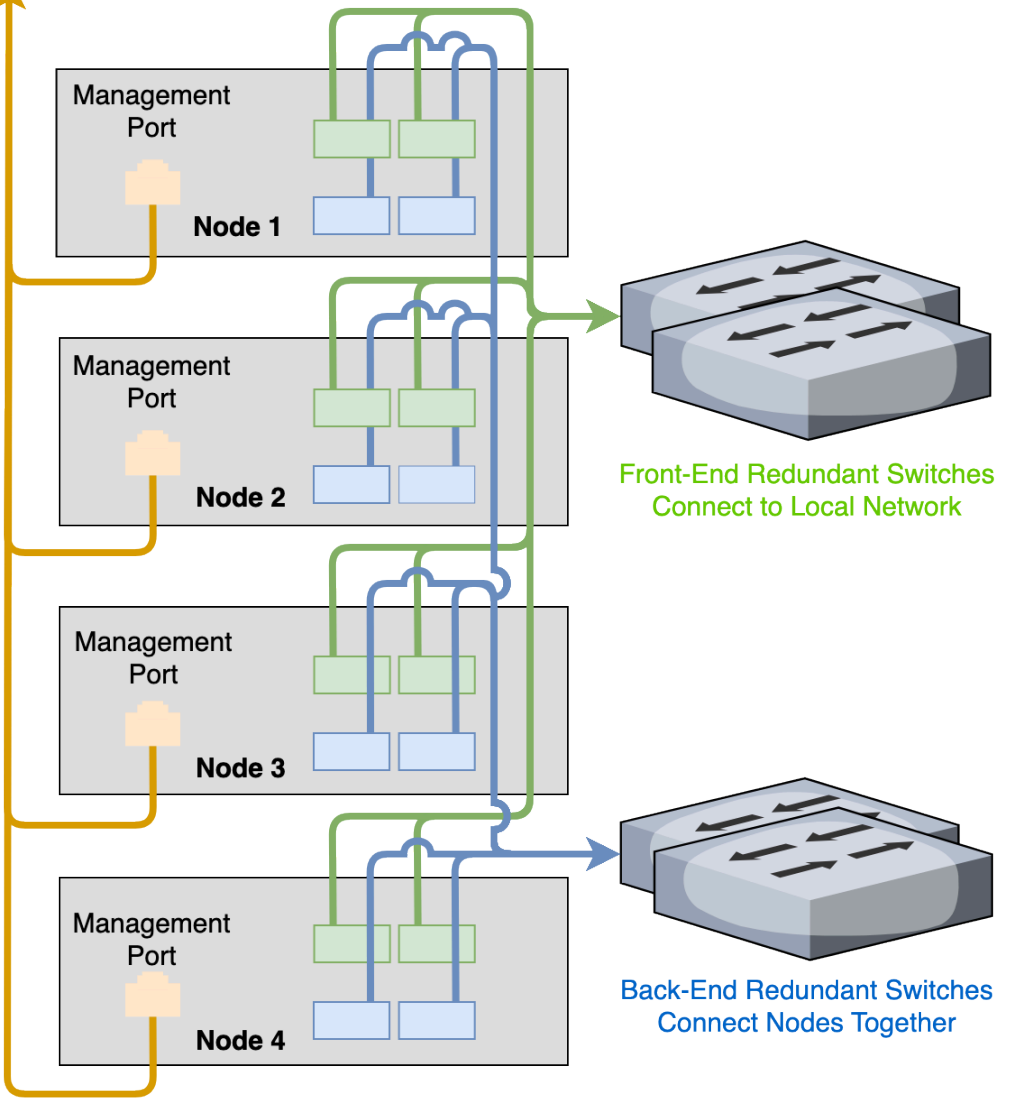 Management
Port
Node 1
Management
Port
Node 2
Front-End Redundant Switches
Connect to Local Network
Management
Port
Node 3
Management
Port
Node 4
Back-End Redundant Switches
Connect Nodes Together